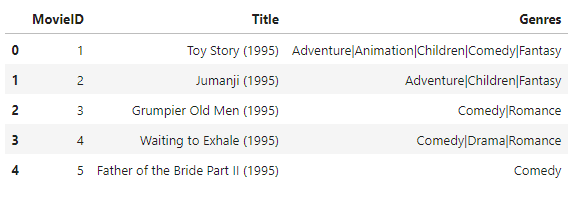 MovieID Title Genres
0 1 Toy Story (1995) Adventure|Animation|Children|Comedy|Fantasy
1 2 Jumanji (1995) Adventure|Children|Fantasy
2 3 Grumpier Old Men (1995) Comedy|Romance
3 4 Waiting to Exhale (1995) Comedy|Drama|Romance
4 5 Father of the Bride Part II (1995) Comedy